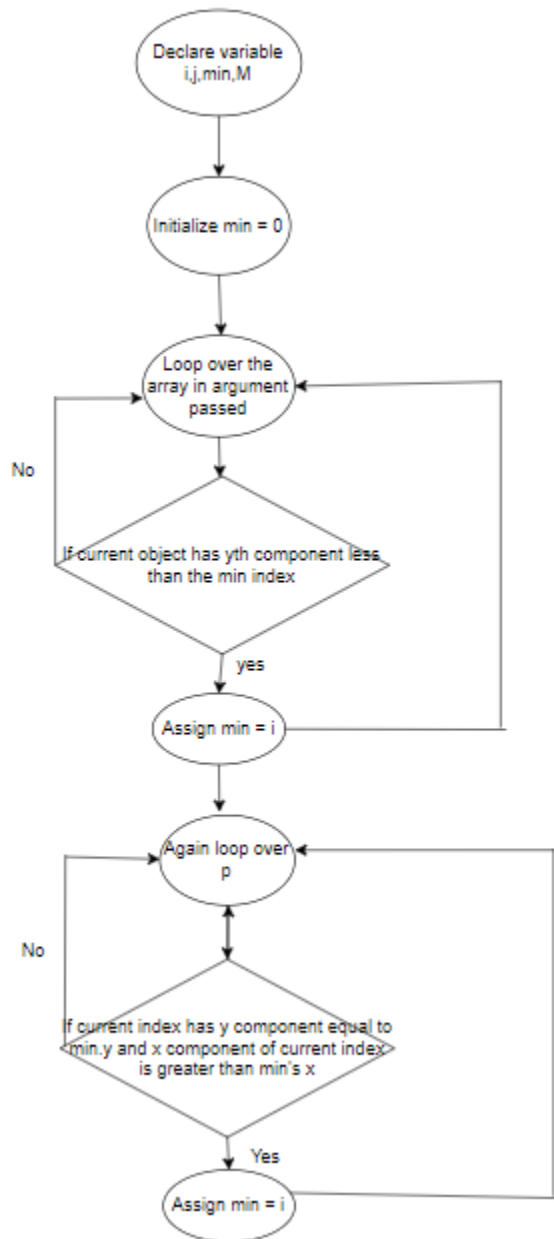 Declare variable
i,j,min,M
Initialize min = 0
Loop over the
array in argument
passed
No
If current object has yth component less
than the min index
yes
Assign min = i
Again loop over
p
No
If current index has y component equal to
min.y and x component of current index
is greater than min's x
Yes
Assign min = i